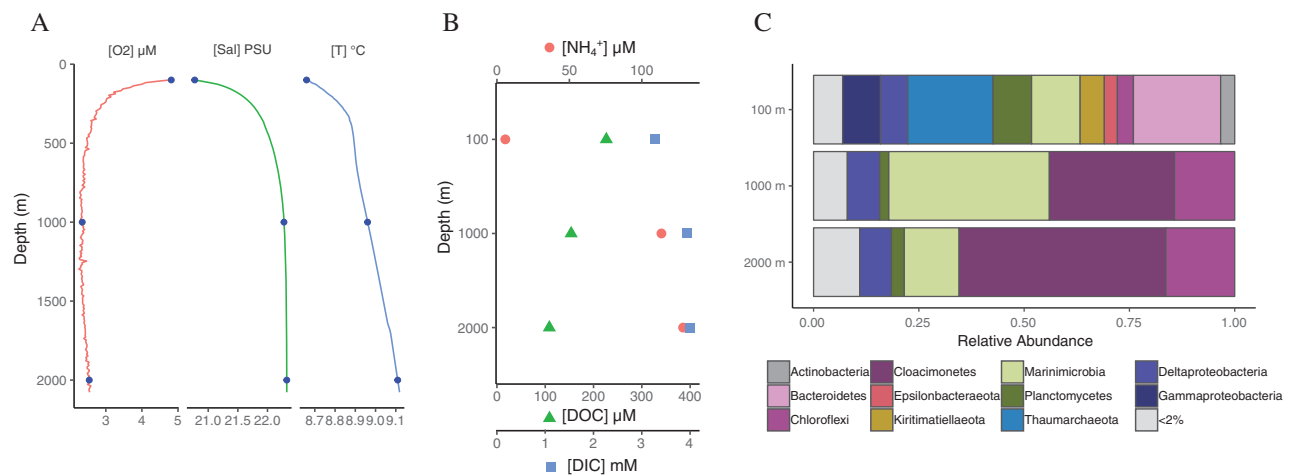 A
[O2] µM [Sal] PSU [T] °C
0
500
1000
1500
2000
Depth (m)
3 4 5 21.0 21.5 22.0 8.7 8.8 8.9 9.0 9.1
B
[NH₄⁺] µM
0 50 100
100
1000
2000
Depth (m)
0 100 200 300 400
[DOC] µM
0 1 2 3 4
[DIC] mM
C
100 m
1000 m
2000 m
0.00 0.25 0.50 0.75 1.00
Relative Abundance
Actinobacteria Cloacimonetes Marinimicrobia Deltaproteobacteria
Bacteroidetes Epsilonbacteraeota Planctomycetes Gammaproteobacteria
Chloroflexi Kiritimatiellaeota Thaumarchaeota <2%